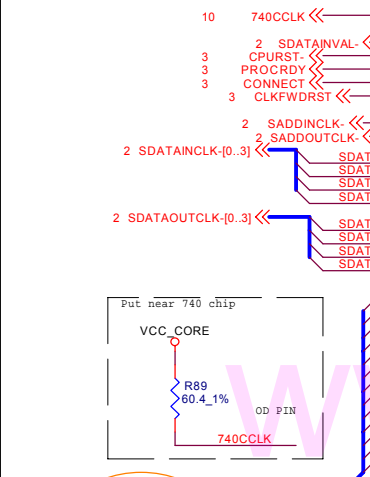 10 740CCLK
2 SDATAINVAL-
3 CPURST-
3 PROCRDY
3 CONNECT
3 CLKFWDRST
2 SADDINCLK-
2 SADDOUTCLK-
2 SDATAINCLK-[0..3]
SDAT
SDAT
SDAT
SDAT
2 SDATAOUTCLK-[0..3]
SDAT
SDAT
SDAT
SDAT
Put near 740 chip
VCC_CORE
R89
60.4_1%
OD PIN
740CCLK